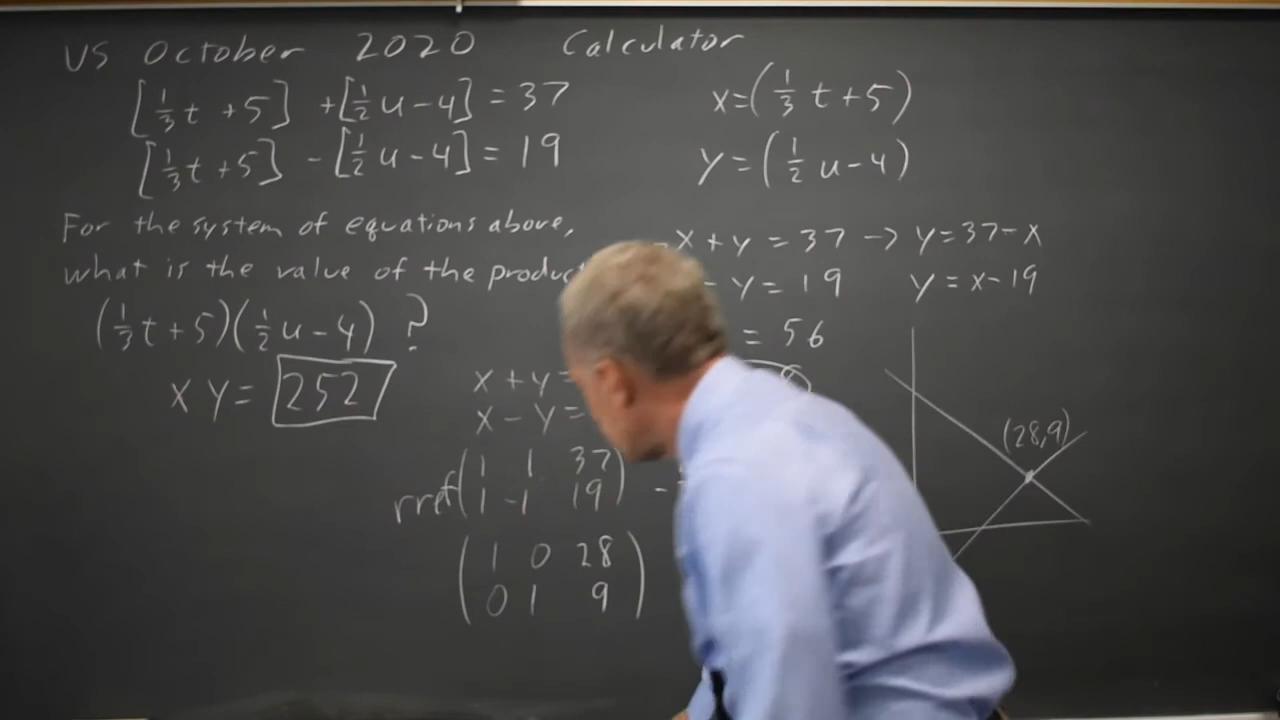 US October 2020 Calculator
[1/3 t + 5] + [1/2 u - 4] = 37
[1/3 t + 5] - [1/2 u - 4] = 19
For the system of equations above,
what is the value of the produc
(1/3 t + 5)(1/2 u - 4) ?
x y = 252
x = (1/3 t + 5)
y = (1/2 u - 4)
x + y = 37 → y = 37 - x
- y = 19 y = x - 19
= 56
x + y =
x - y =
rref (1 1 37
1 -1 19)
(1 0 28
0 1 9)
(28,9)